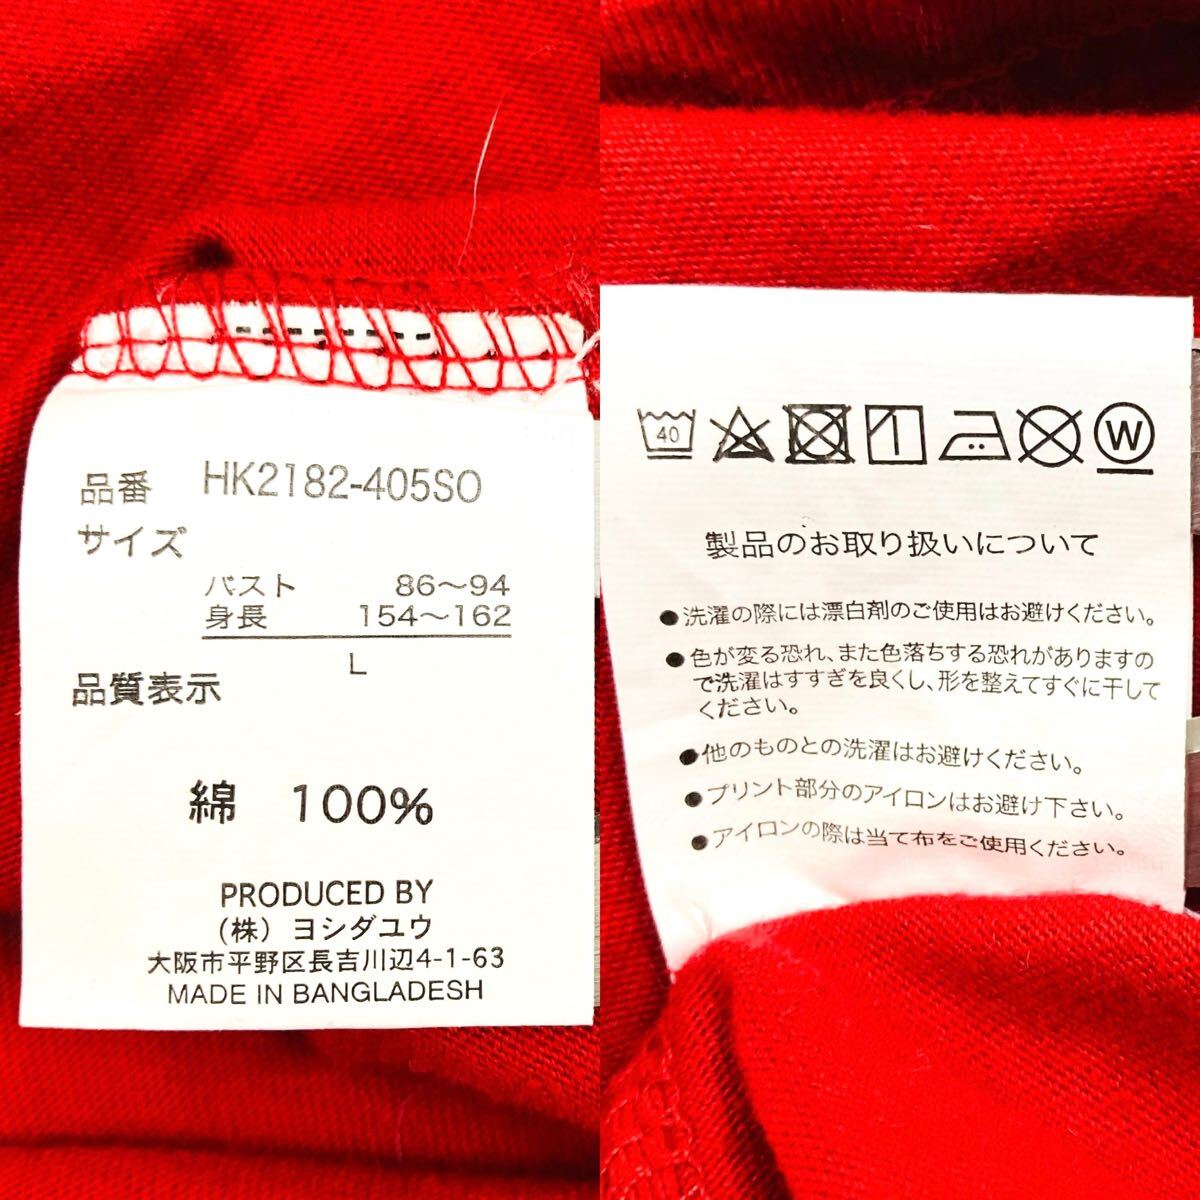 品番 HK2182-405SO
サイズ
バスト 86～94
身長 154～162
L
品質表示
綿 100%
PRODUCED BY
(株) ヨシダユウ
大阪市平野区長吉川辺4-1-63
MADE IN BANGLADESH
40
W
製品のお取り扱いについて
●洗濯の際には漂白剤のご使用はお避けください。
●色が変る恐れ、また色落ちする恐れがありますの
で洗濯はすすぎを良くし、形を整えてすぐに干して
ください。
●他のものとの洗濯はお避けください。
●プリント部分のアイロンはお避け下さい。
●アイロンの際は当て布をご使用ください。